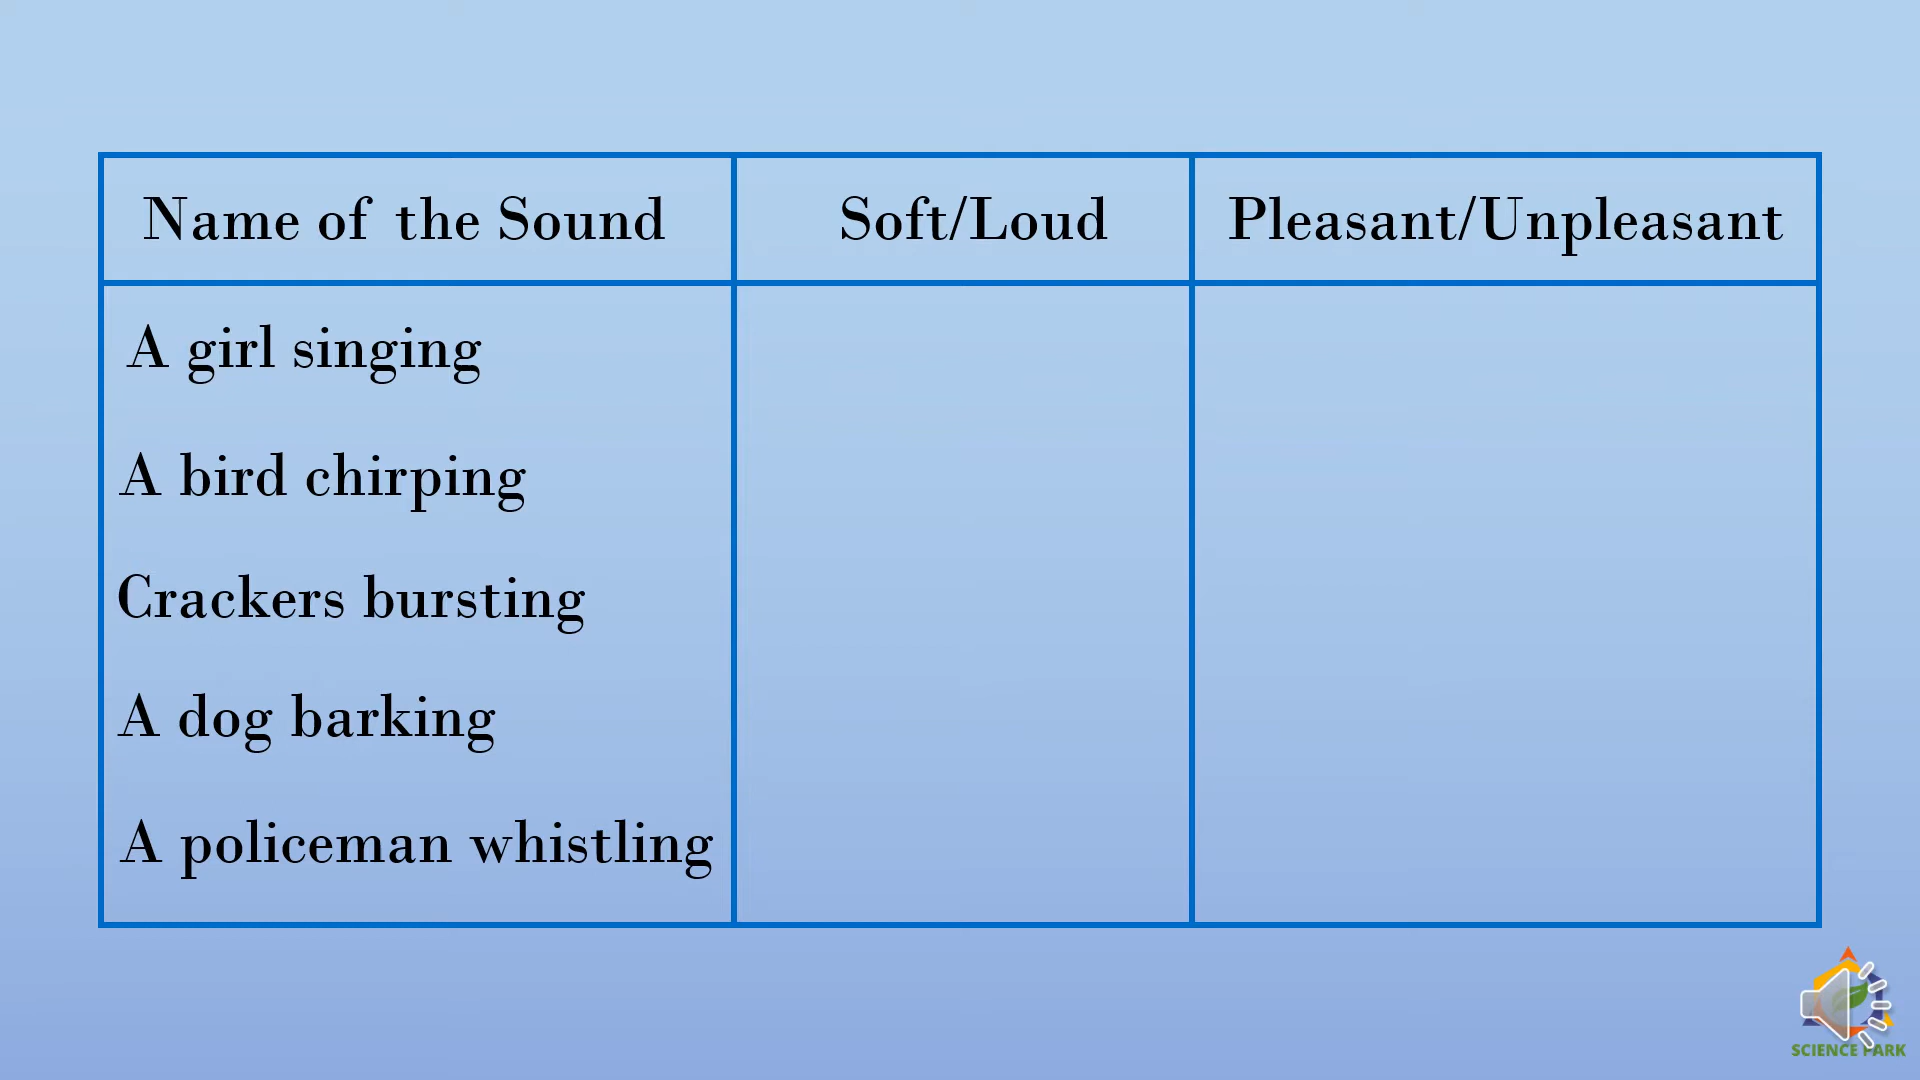 Name of the Sound Soft/Loud Pleasant/Unpleasant
A girl singing
A bird chirping
Crackers bursting
A dog barking
A policeman whistling
SCIENCE PARK